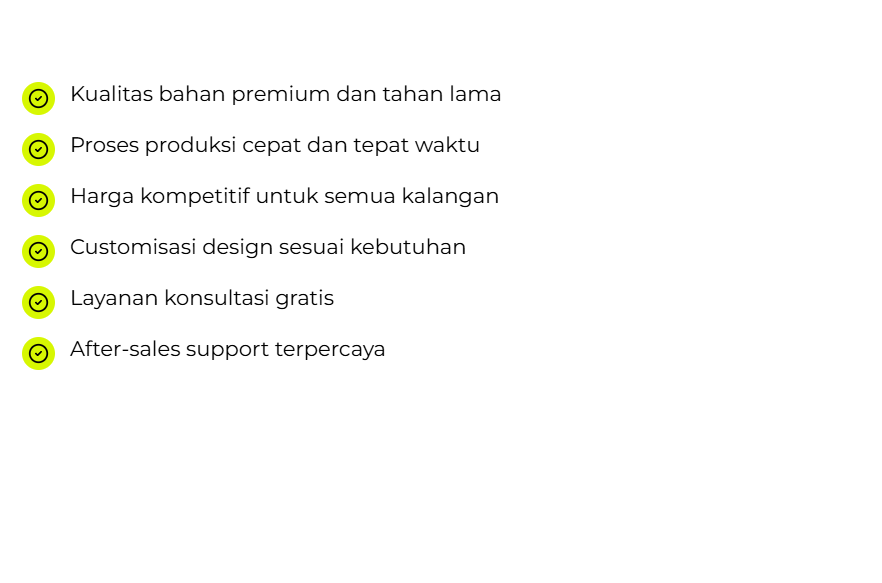 Kualitas bahan premium dan tahan lama
Proses produksi cepat dan tepat waktu
Harga kompetitif untuk semua kalangan
Customisasi design sesuai kebutuhan
Layanan konsultasi gratis
After-sales support terpercaya